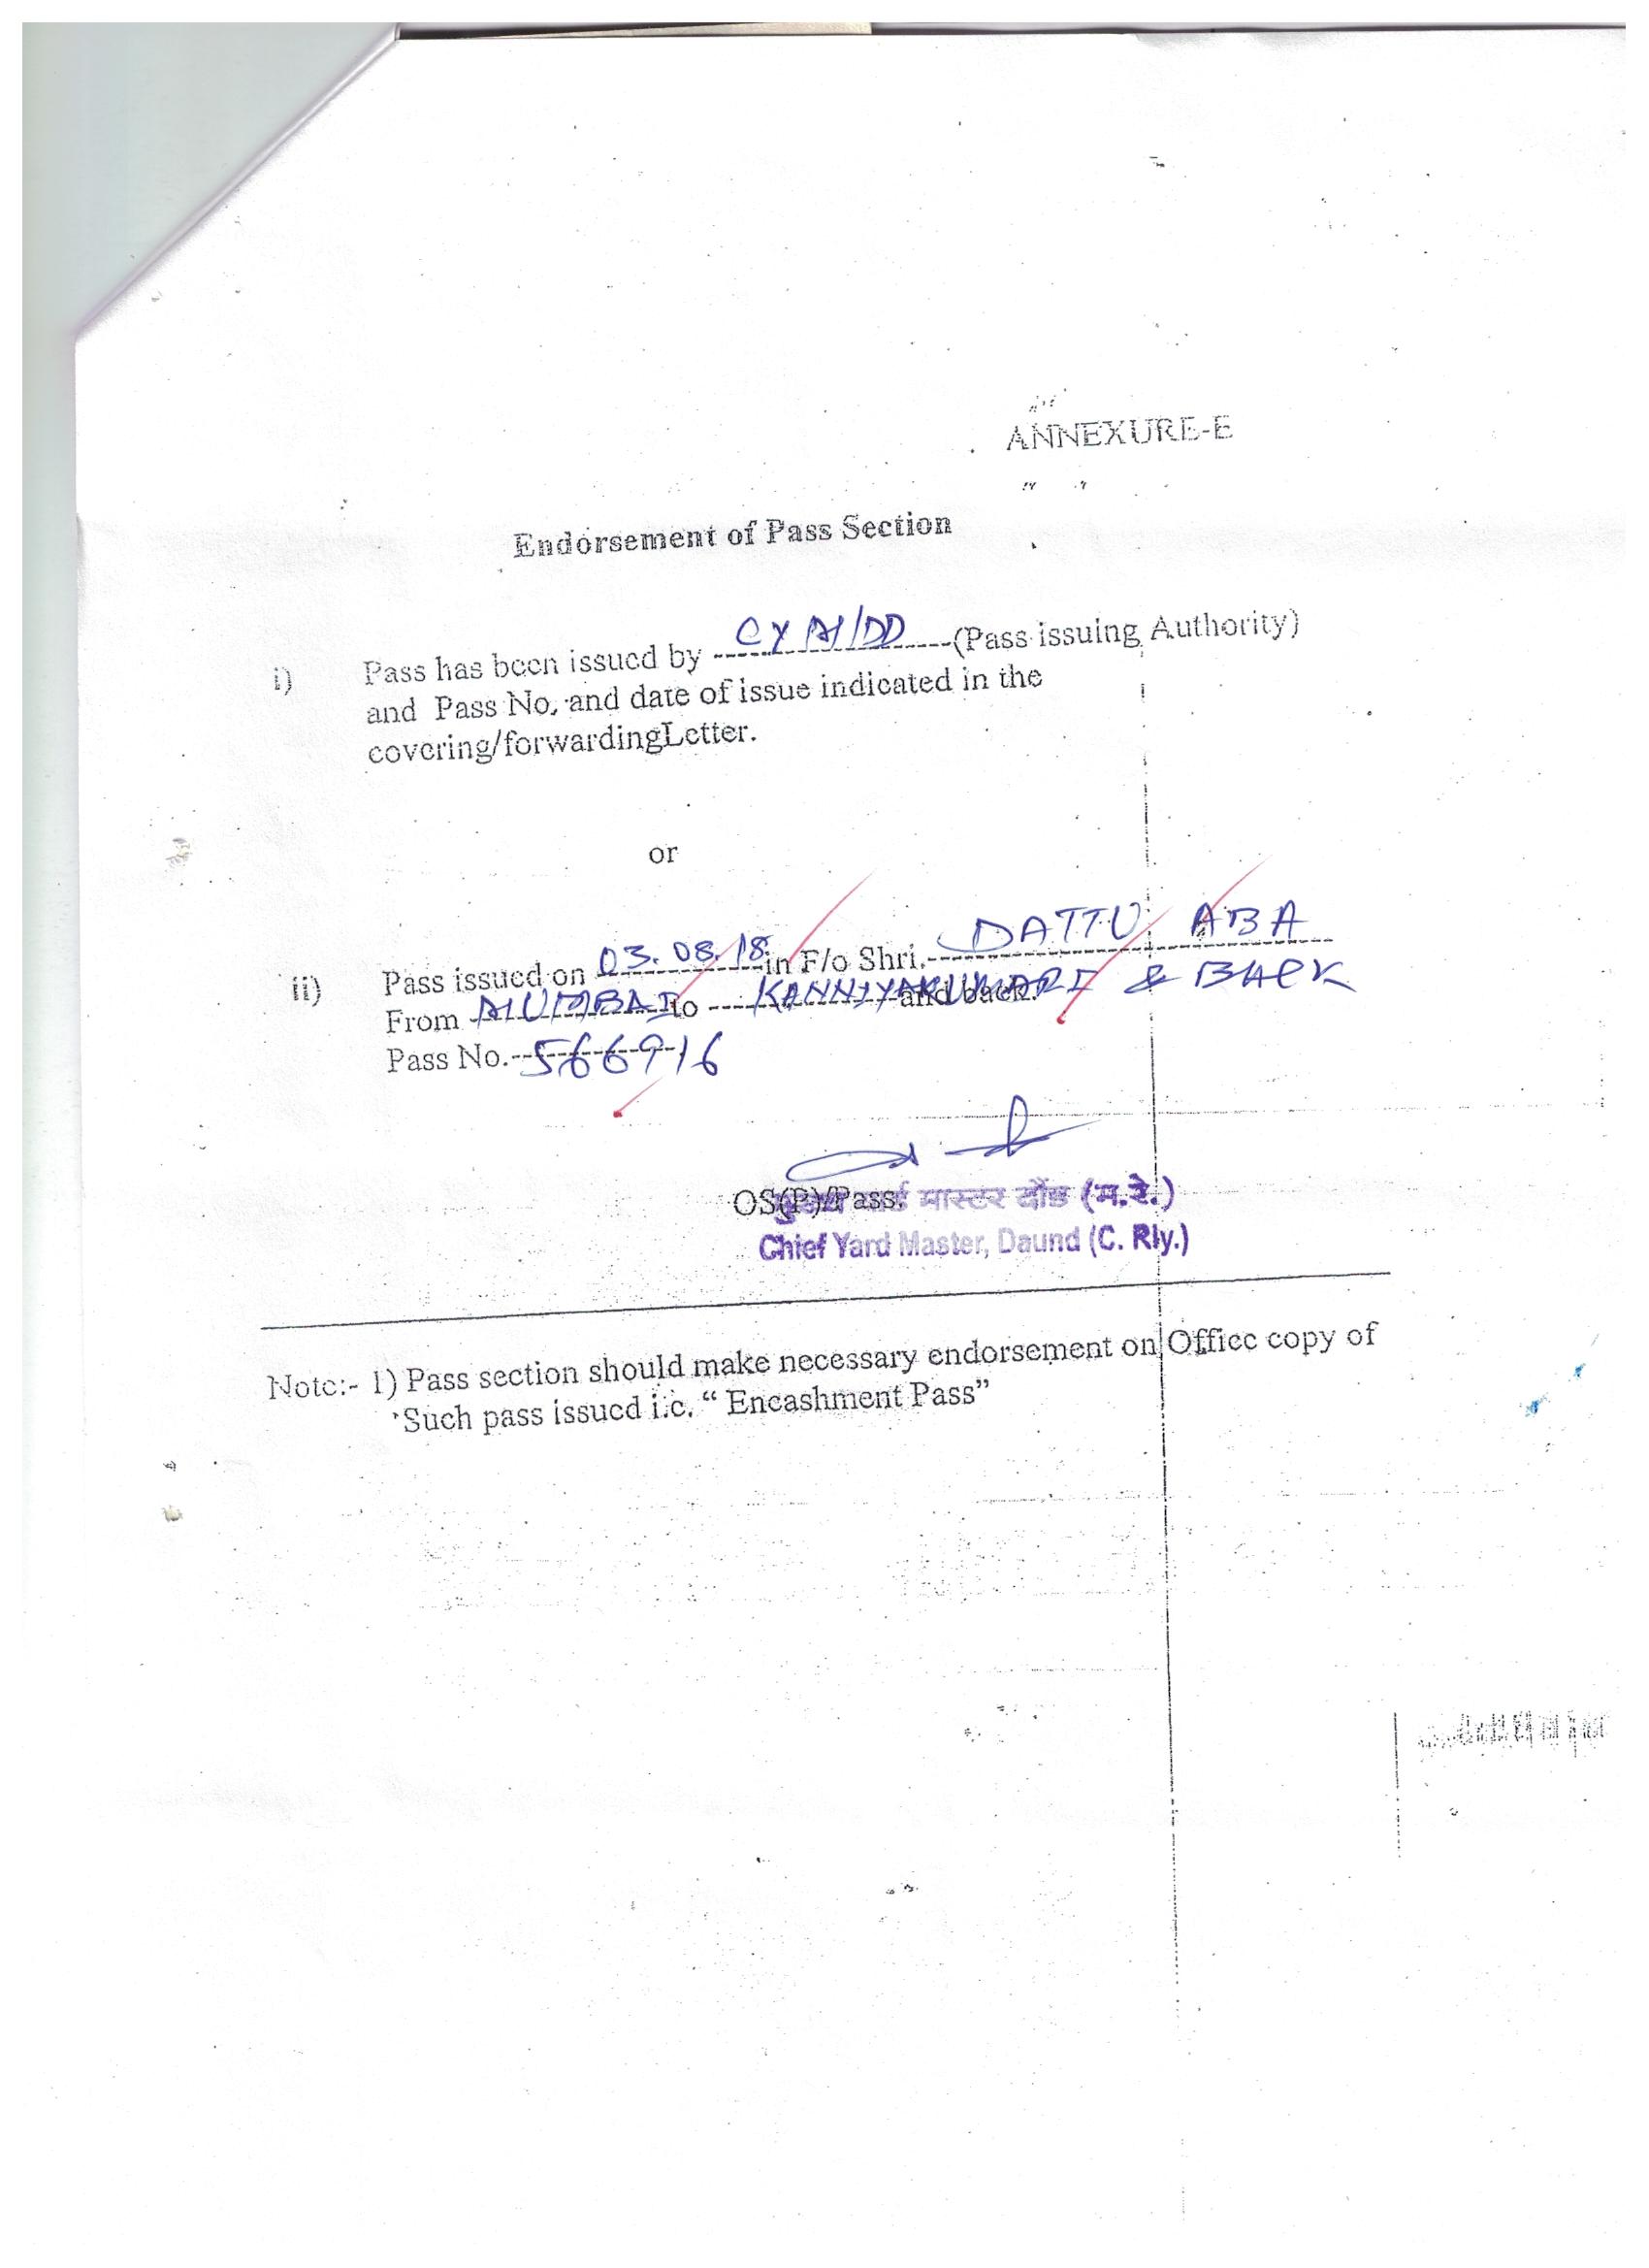 ANNEXURE-E
Endorsement of Pass Section
i) Pass has been issued by CYM/DD (Pass issuing Authority)
and Pass No. and date of issue indicated in the
covering/forwardingLetter.
or
ii) Pass issued on 03.08.18 in F/o Shri. DATTU ABA
From MUMBAI to KANNIYAKUMARI and back. & BACK
Pass No. 566916
OS(P)/Pass.
यार्ड मास्टर दौंड (म.रे.)
Chief Yard Master, Daund (C. Rly.)
Note:- 1) Pass section should make necessary endorsement on Office copy of
Such pass issued i.e. “ Encashment Pass”